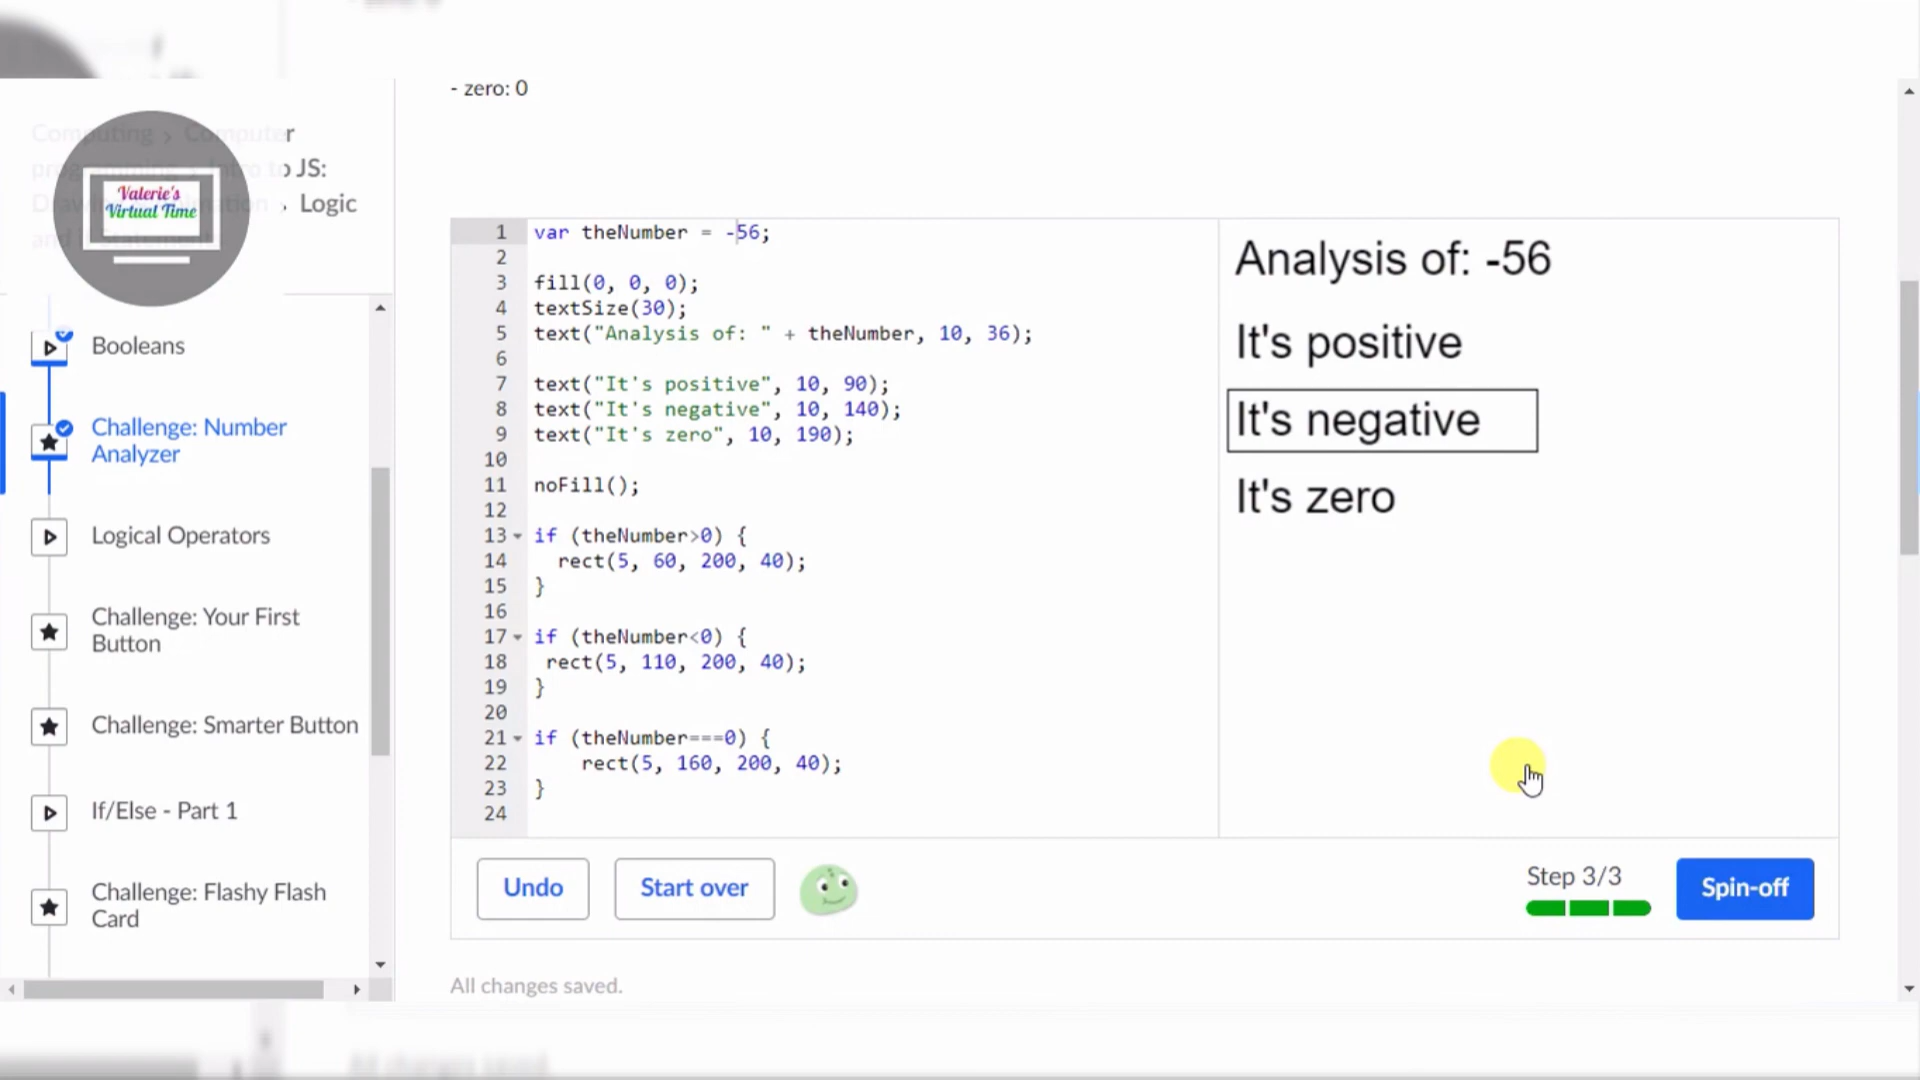 - zero: 0
Computing › Computer
programming › Intro to JS:
Logic
Valerie's
Virtual Time
Booleans
Challenge: Number
Analyzer
Logical Operators
Challenge: Your First
Button
Challenge: Smarter Button
If/Else - Part 1
Challenge: Flashy Flash
Card
1 var theNumber = -56;
2
3 fill(0, 0, 0);
4 textSize(30);
5 text("Analysis of: " + theNumber, 10, 36);
6
7 text("It's positive", 10, 90);
8 text("It's negative", 10, 140);
9 text("It's zero", 10, 190);
10
11 noFill();
12
13 if (theNumber>0) {
14 rect(5, 60, 200, 40);
15 }
16
17 if (theNumber<0) {
18 rect(5, 110, 200, 40);
19 }
20
21 if (theNumber===0) {
22 rect(5, 160, 200, 40);
23 }
24
Analysis of: -56
It's positive
It's negative
It's zero
Undo
Start over
Step 3/3
Spin-off
All changes saved.